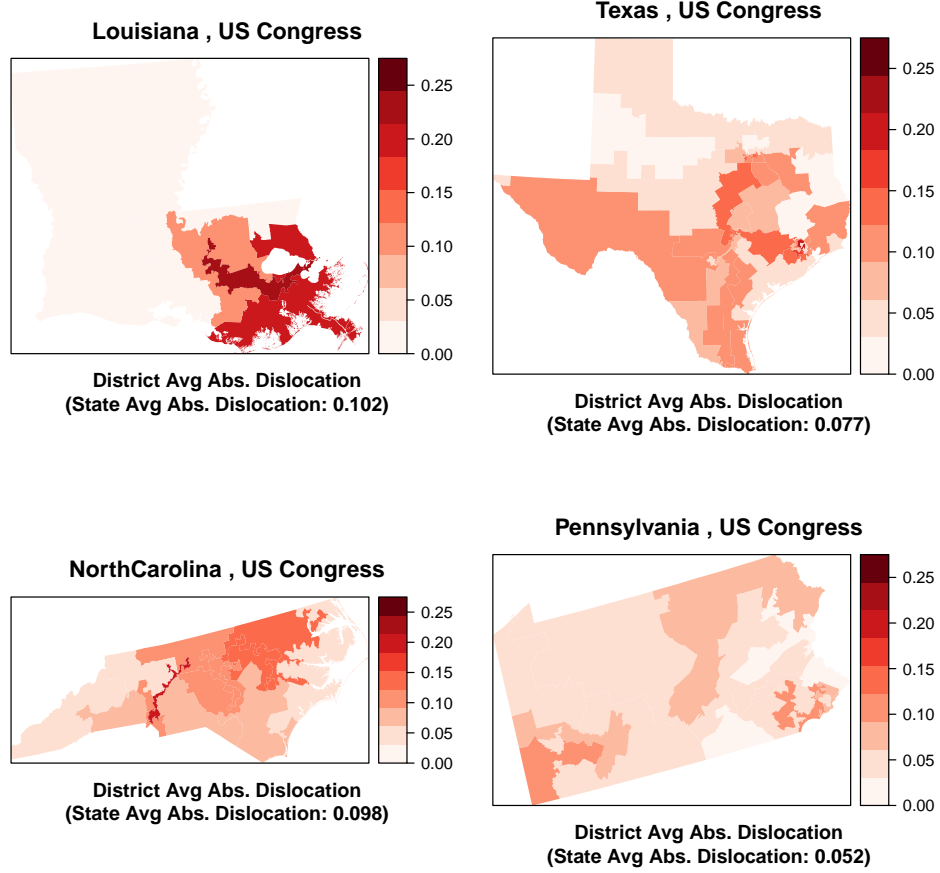 Louisiana , US Congress
0.25
0.20
0.15
0.10
0.05
0.00
District Avg Abs. Dislocation
(State Avg Abs. Dislocation: 0.102)
Texas , US Congress
0.25
0.20
0.15
0.10
0.05
0.00
District Avg Abs. Dislocation
(State Avg Abs. Dislocation: 0.077)
NorthCarolina , US Congress
0.25
0.20
0.15
0.10
0.05
0.00
District Avg Abs. Dislocation
(State Avg Abs. Dislocation: 0.098)
Pennsylvania , US Congress
0.25
0.20
0.15
0.10
0.05
0.00
District Avg Abs. Dislocation
(State Avg Abs. Dislocation: 0.052)